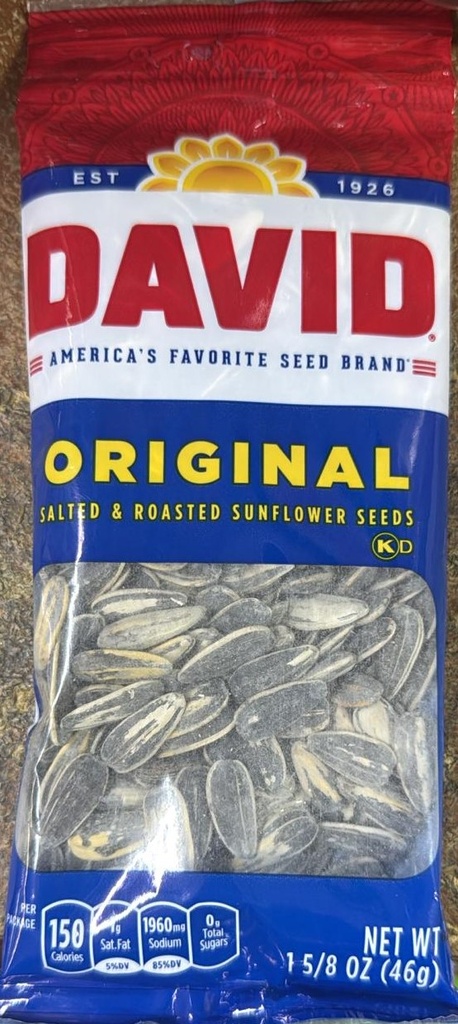 EST 1926
DAVID®
AMERICA'S FAVORITE SEED BRAND®
ORIGINAL
SALTED & ROASTED SUNFLOWER SEEDS
K D
PER PACKAGE
150 Calories
1g Sat.Fat 5%DV
1960mg Sodium 85%DV
0g Total Sugars
NET WT
1 5/8 OZ (46g)